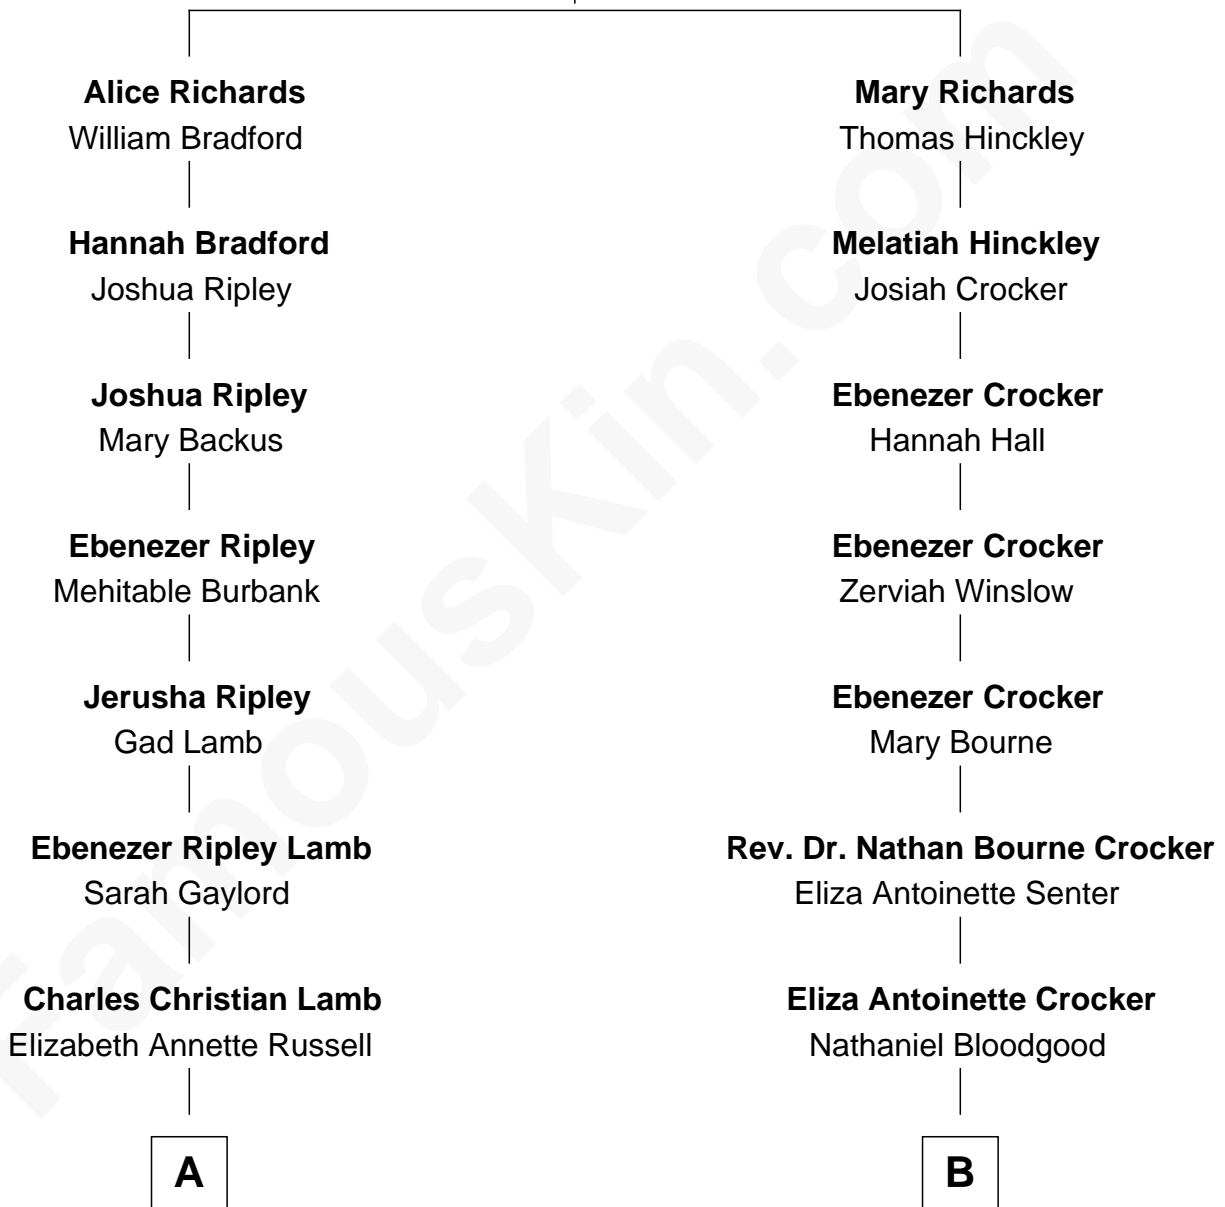 Alice Richards
William Bradford
Hannah Bradford
Joshua Ripley
Joshua Ripley
Mary Backus
Ebenezer Ripley
Mehitable Burbank
Jerusha Ripley
Gad Lamb
Ebenezer Ripley Lamb
Sarah Gaylord
Charles Christian Lamb
Elizabeth Annette Russell
A
Mary Richards
Thomas Hinckley
Melatiah Hinckley
Josiah Crocker
Ebenezer Crocker
Hannah Hall
Ebenezer Crocker
Zerviah Winslow
Ebenezer Crocker
Mary Bourne
Rev. Dr. Nathan Bourne Crocker
Eliza Antoinette Senter
Eliza Antoinette Crocker
Nathaniel Bloodgood
B
FamousKin.com